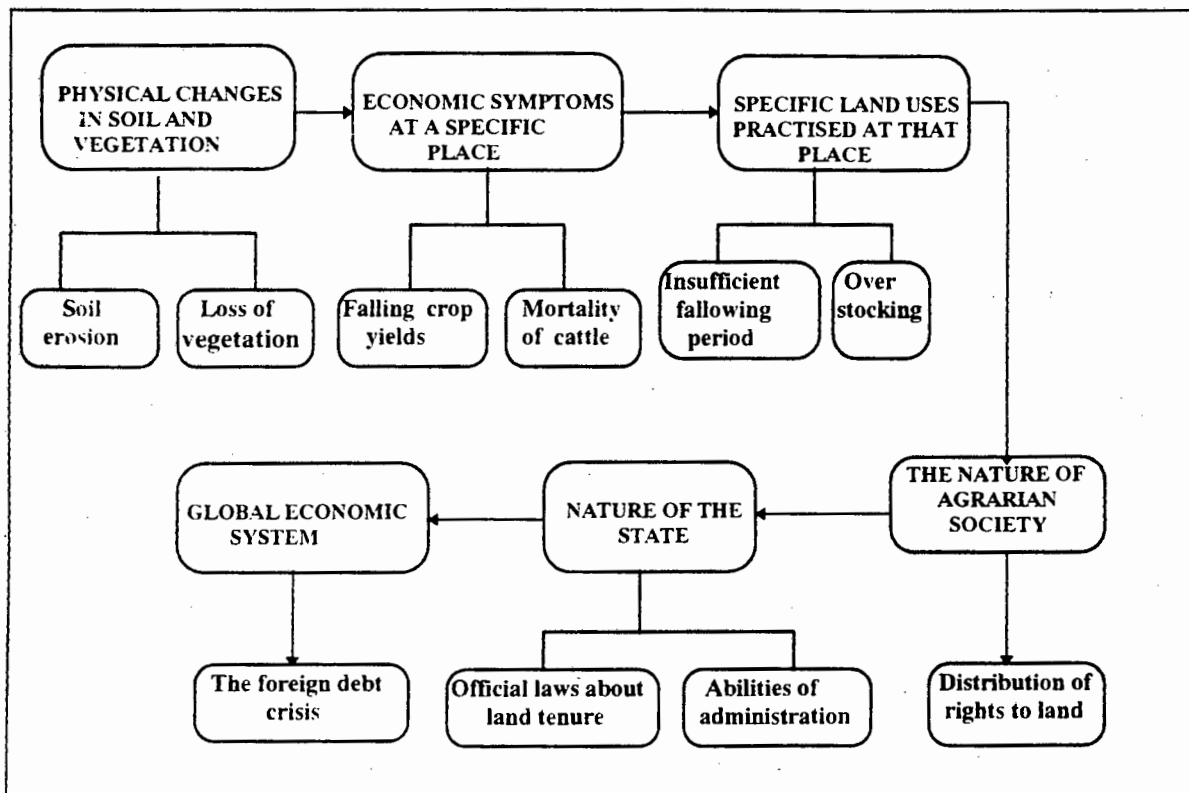 PHYSICAL CHANGES
IN SOIL AND
VEGETATION
ECONOMIC SYMPTOMS
AT A SPECIFIC
PLACE
SPECIFIC LAND USES
PRACTISED AT THAT
PLACE
Soil
erosion
Loss of
vegetation
Falling crop
yields
Mortality
of cattle
Insufficient
fallowing
period
Over
stocking
GLOBAL ECONOMIC
SYSTEM
NATURE OF THE
STATE
THE NATURE OF
AGRARIAN
SOCIETY
The foreign debt
crisis
Official laws about
land tenure
Abilities of
administration
Distribution of
rights to land